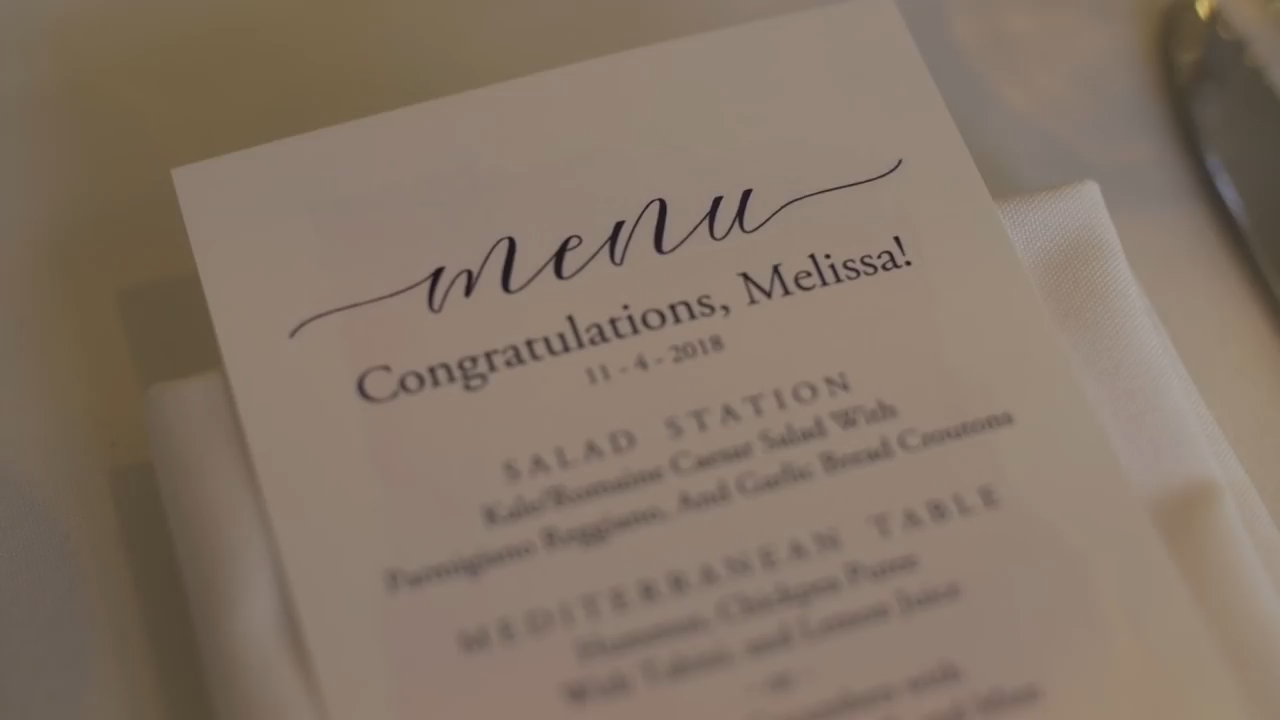 menu
Congratulations, Melissa!
11 - 4 - 2018
SALAD STATION
Kale/Romaine Caesar Salad With
Parmigiano Reggiano, And Garlic Bread Croutons
MEDITERRANEAN TABLE
Hummus, Chickpea Puree
With Tahini and Lemon Juice